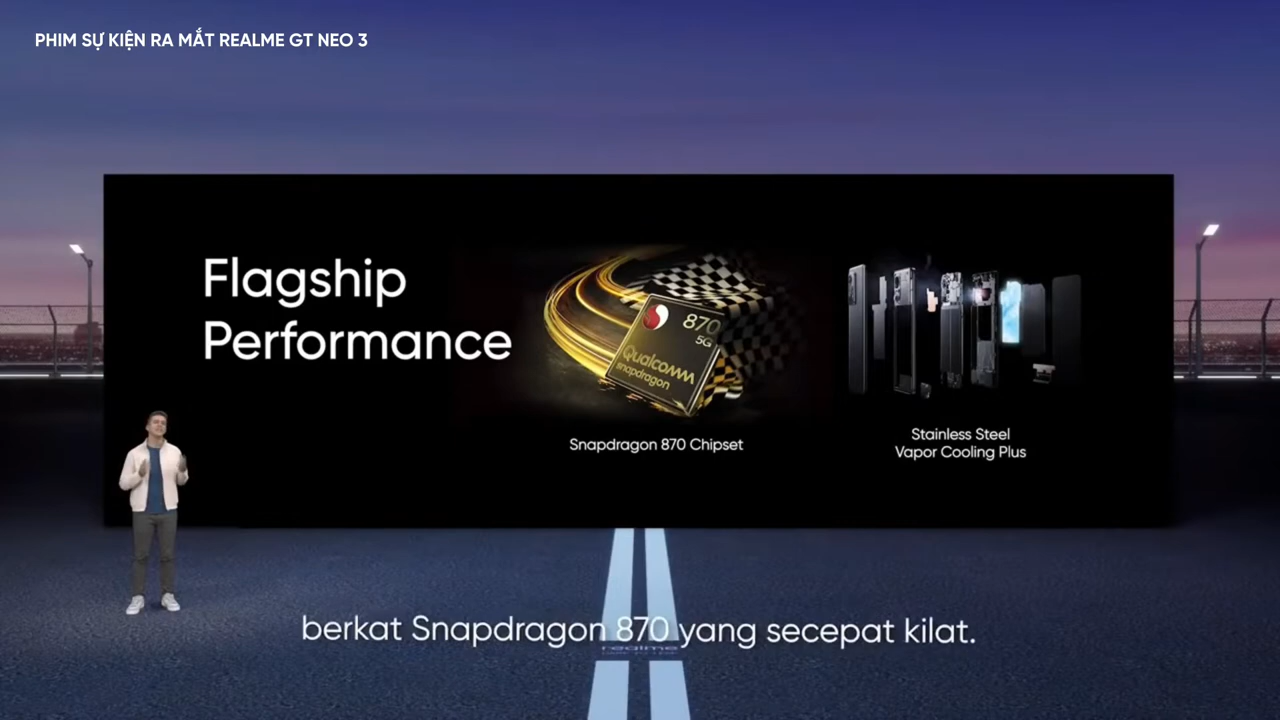 PHIM SỰ KIỆN RA MẮT REALME GT NEO 3
Flagship
Performance
870
5G
Qualcomm
snapdragon
Snapdragon 870 Chipset
Stainless Steel
Vapor Cooling Plus
berkat Snapdragon 870 yang secepat kilat.
realme